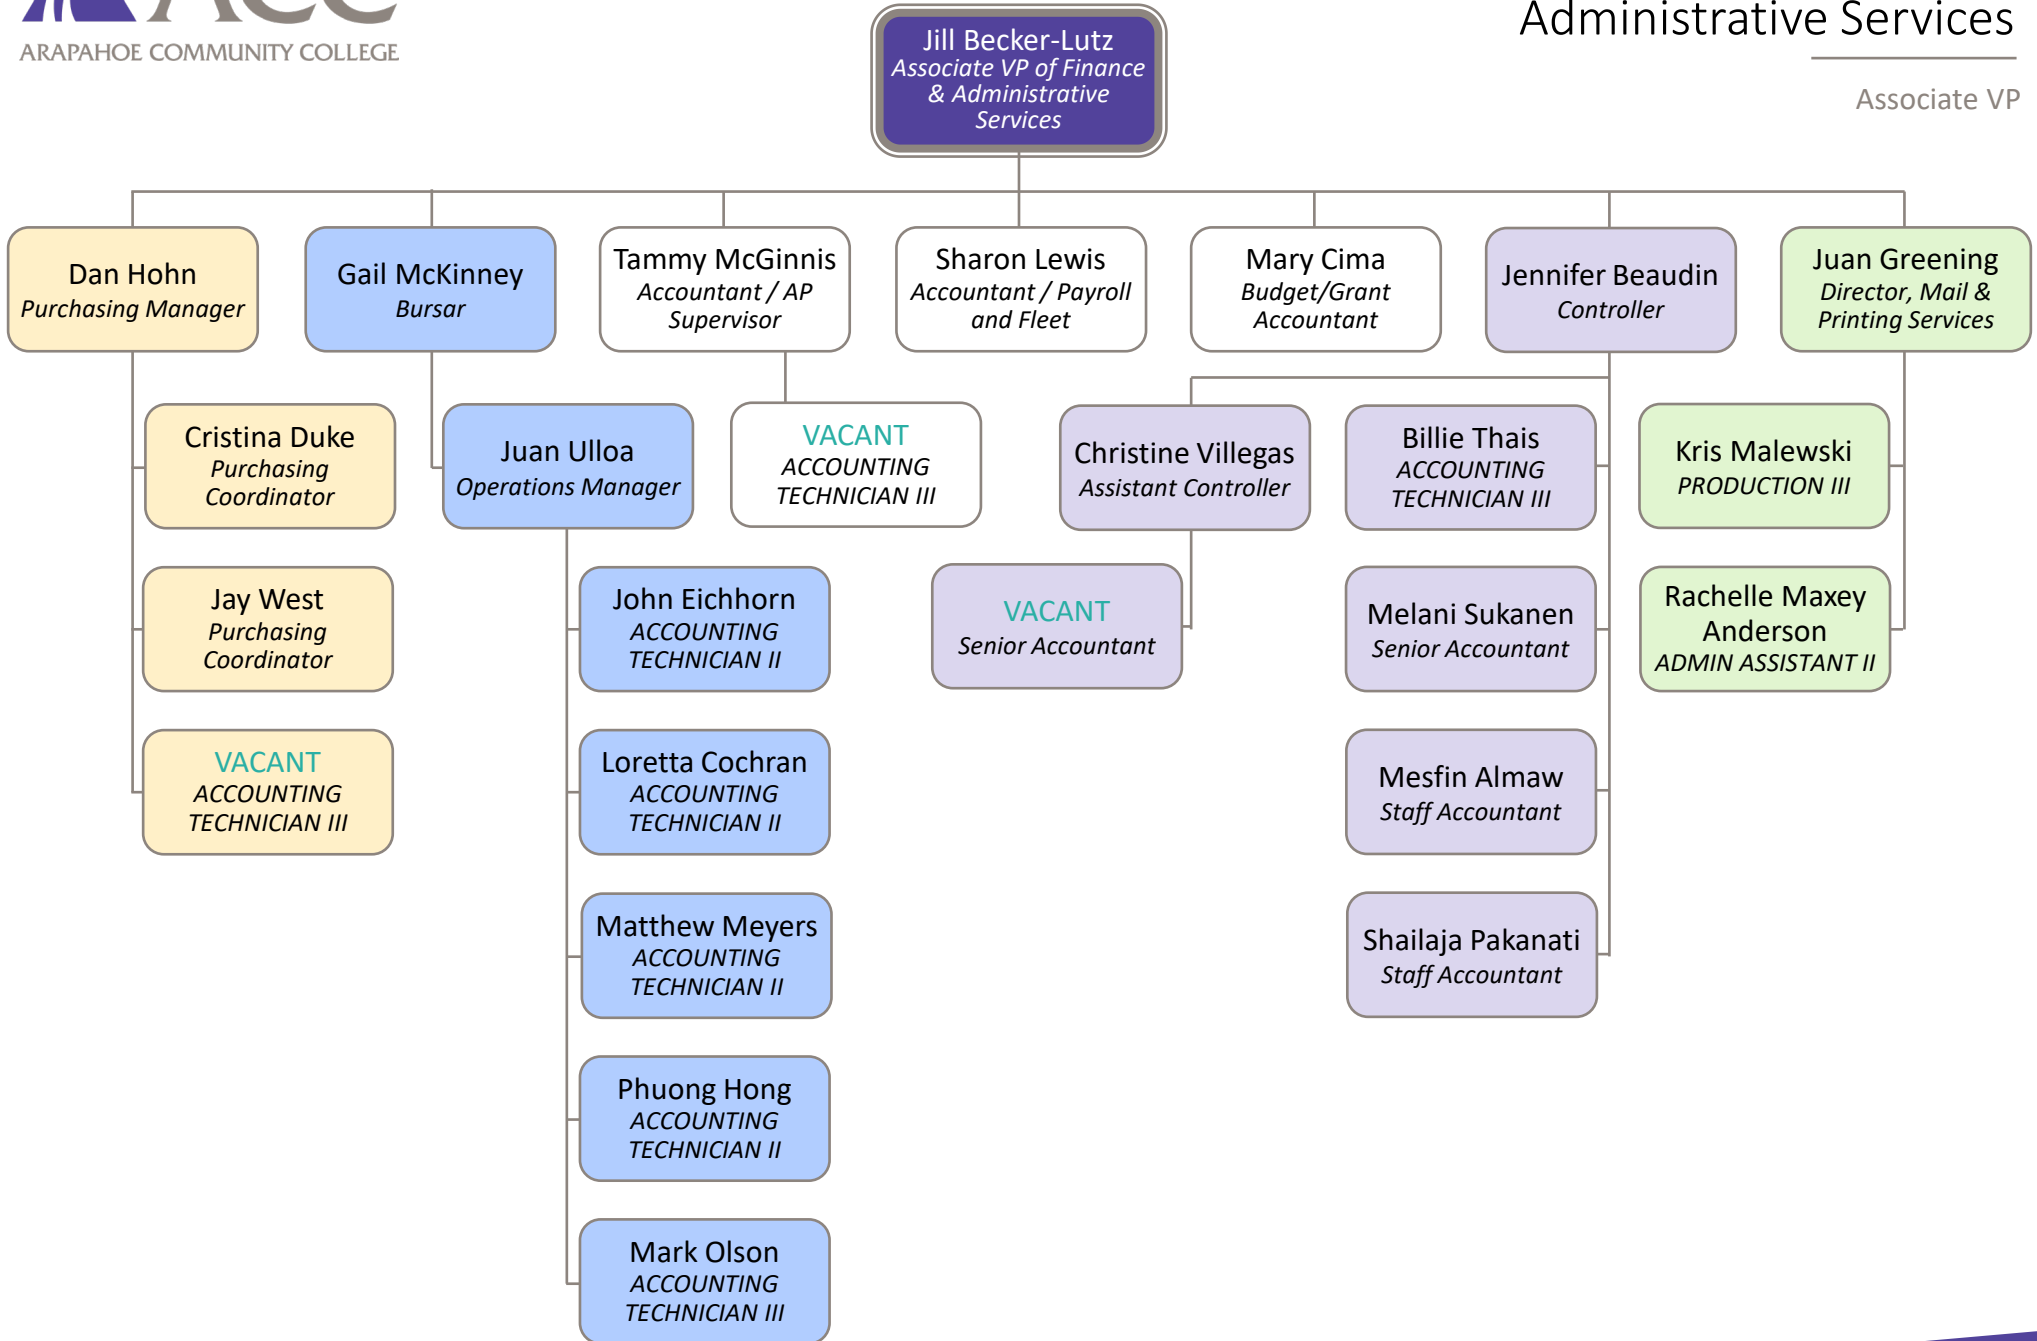 ACC
ARAPAHOE COMMUNITY COLLEGE
Administrative Services
Associate VP
Jill Becker-Lutz
Associate VP of Finance
& Administrative
Services
Dan Hohn
Purchasing Manager
Gail McKinney
Bursar
Tammy McGinnis
Accountant / AP
Supervisor
Sharon Lewis
Accountant / Payroll
and Fleet
Mary Cima
Budget/Grant
Accountant
Jennifer Beaudin
Controller
Juan Greening
Director, Mail &
Printing Services
Cristina Duke
Purchasing
Coordinator
Juan Ulloa
Operations Manager
VACANT
ACCOUNTING
TECHNICIAN III
Christine Villegas
Assistant Controller
Billie Thais
ACCOUNTING
TECHNICIAN III
Kris Malewski
PRODUCTION III
Jay West
Purchasing
Coordinator
John Eichhorn
ACCOUNTING
TECHNICIAN II
VACANT
Senior Accountant
Melani Sukanen
Senior Accountant
Rachelle Maxey
Anderson
ADMIN ASSISTANT II
VACANT
ACCOUNTING
TECHNICIAN III
Loretta Cochran
ACCOUNTING
TECHNICIAN II
Mesfin Almaw
Staff Accountant
Matthew Meyers
ACCOUNTING
TECHNICIAN II
Shailaja Pakanati
Staff Accountant
Phuong Hong
ACCOUNTING
TECHNICIAN II
Mark Olson
ACCOUNTING
TECHNICIAN III